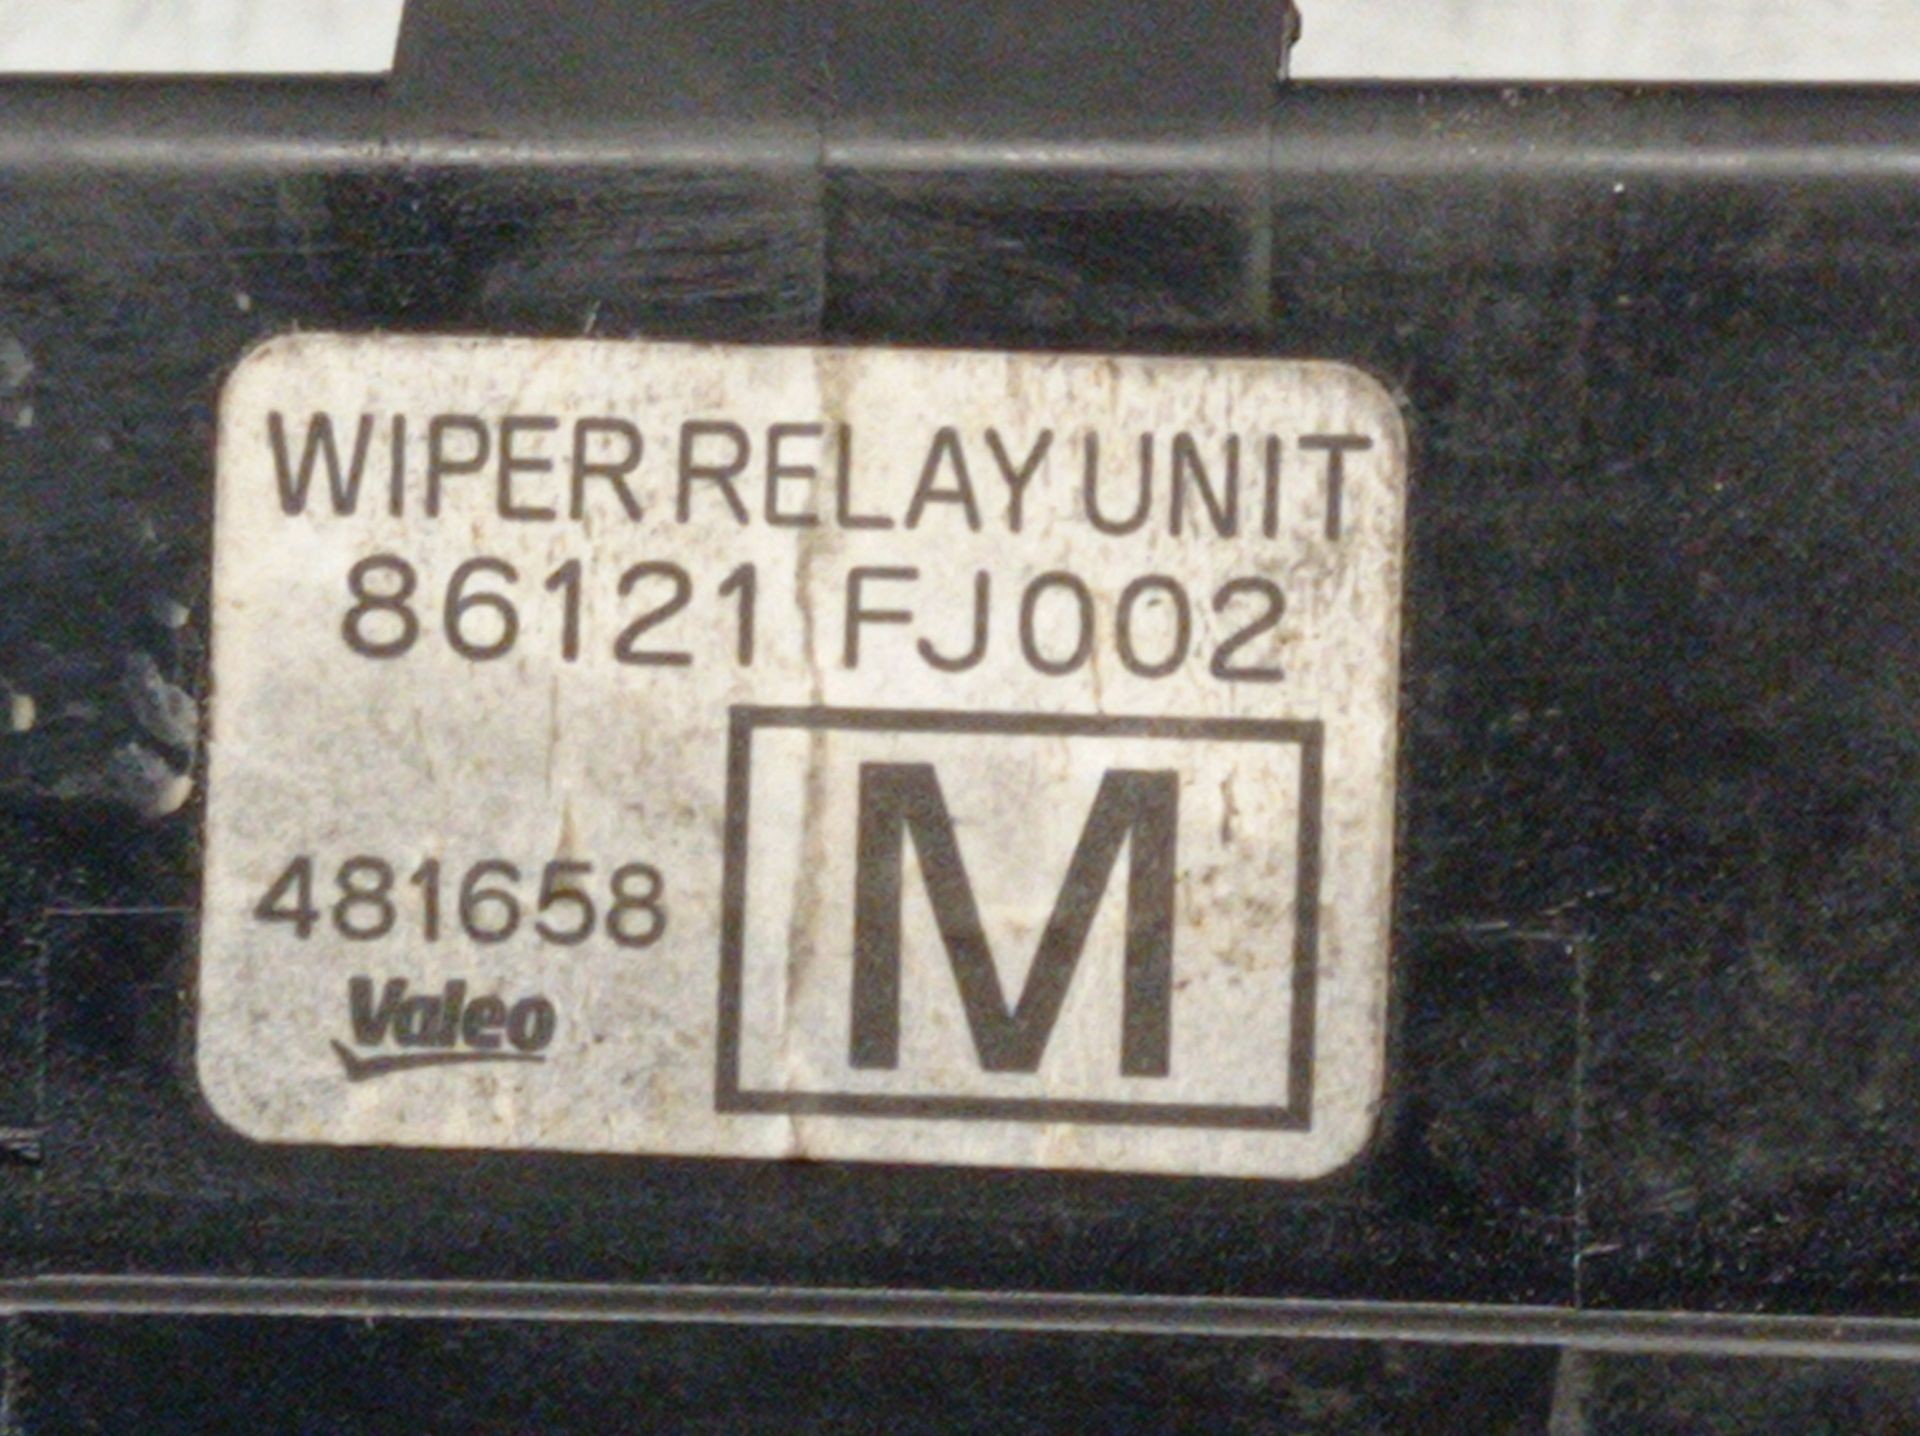 WIPER RELAY UNIT
86121 FJ002
M
481658
Valeo